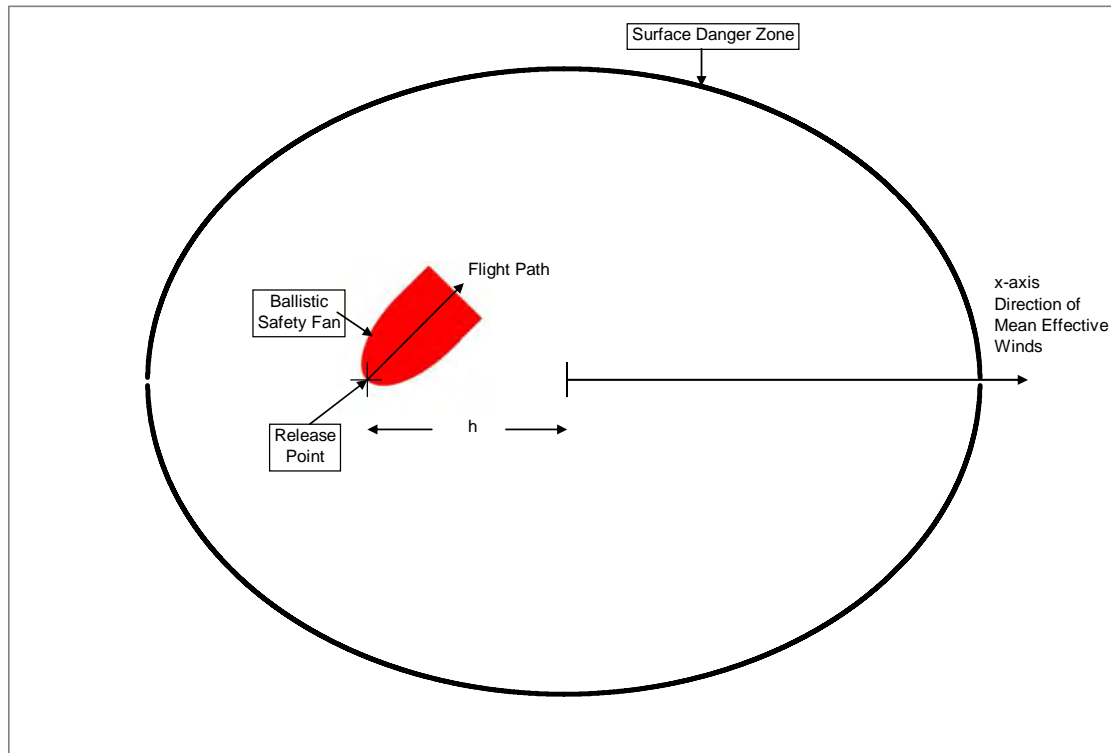 Surface Danger Zone
Flight Path
Ballistic
Safety Fan
x-axis
Direction of
Mean Effective
Winds
h
Release
Point